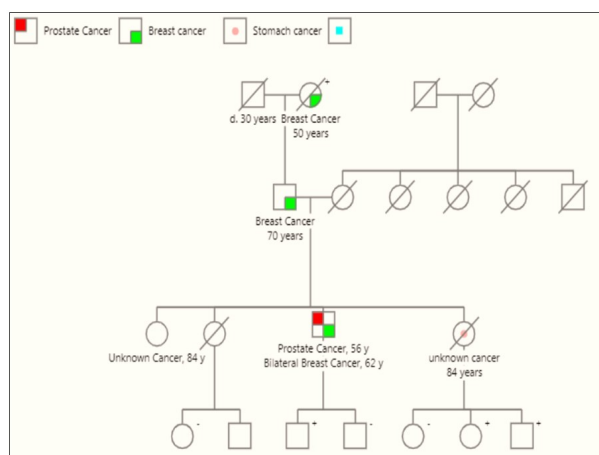 Prostate Cancer Breast cancer Stomach cancer
+
d. 30 years Breast Cancer
50 years
Breast Cancer
70 years
Unknown Cancer, 84 y
Prostate Cancer, 56 y
Bilateral Breast Cancer, 62 y
unknown cancer
84 years
- + - - + +